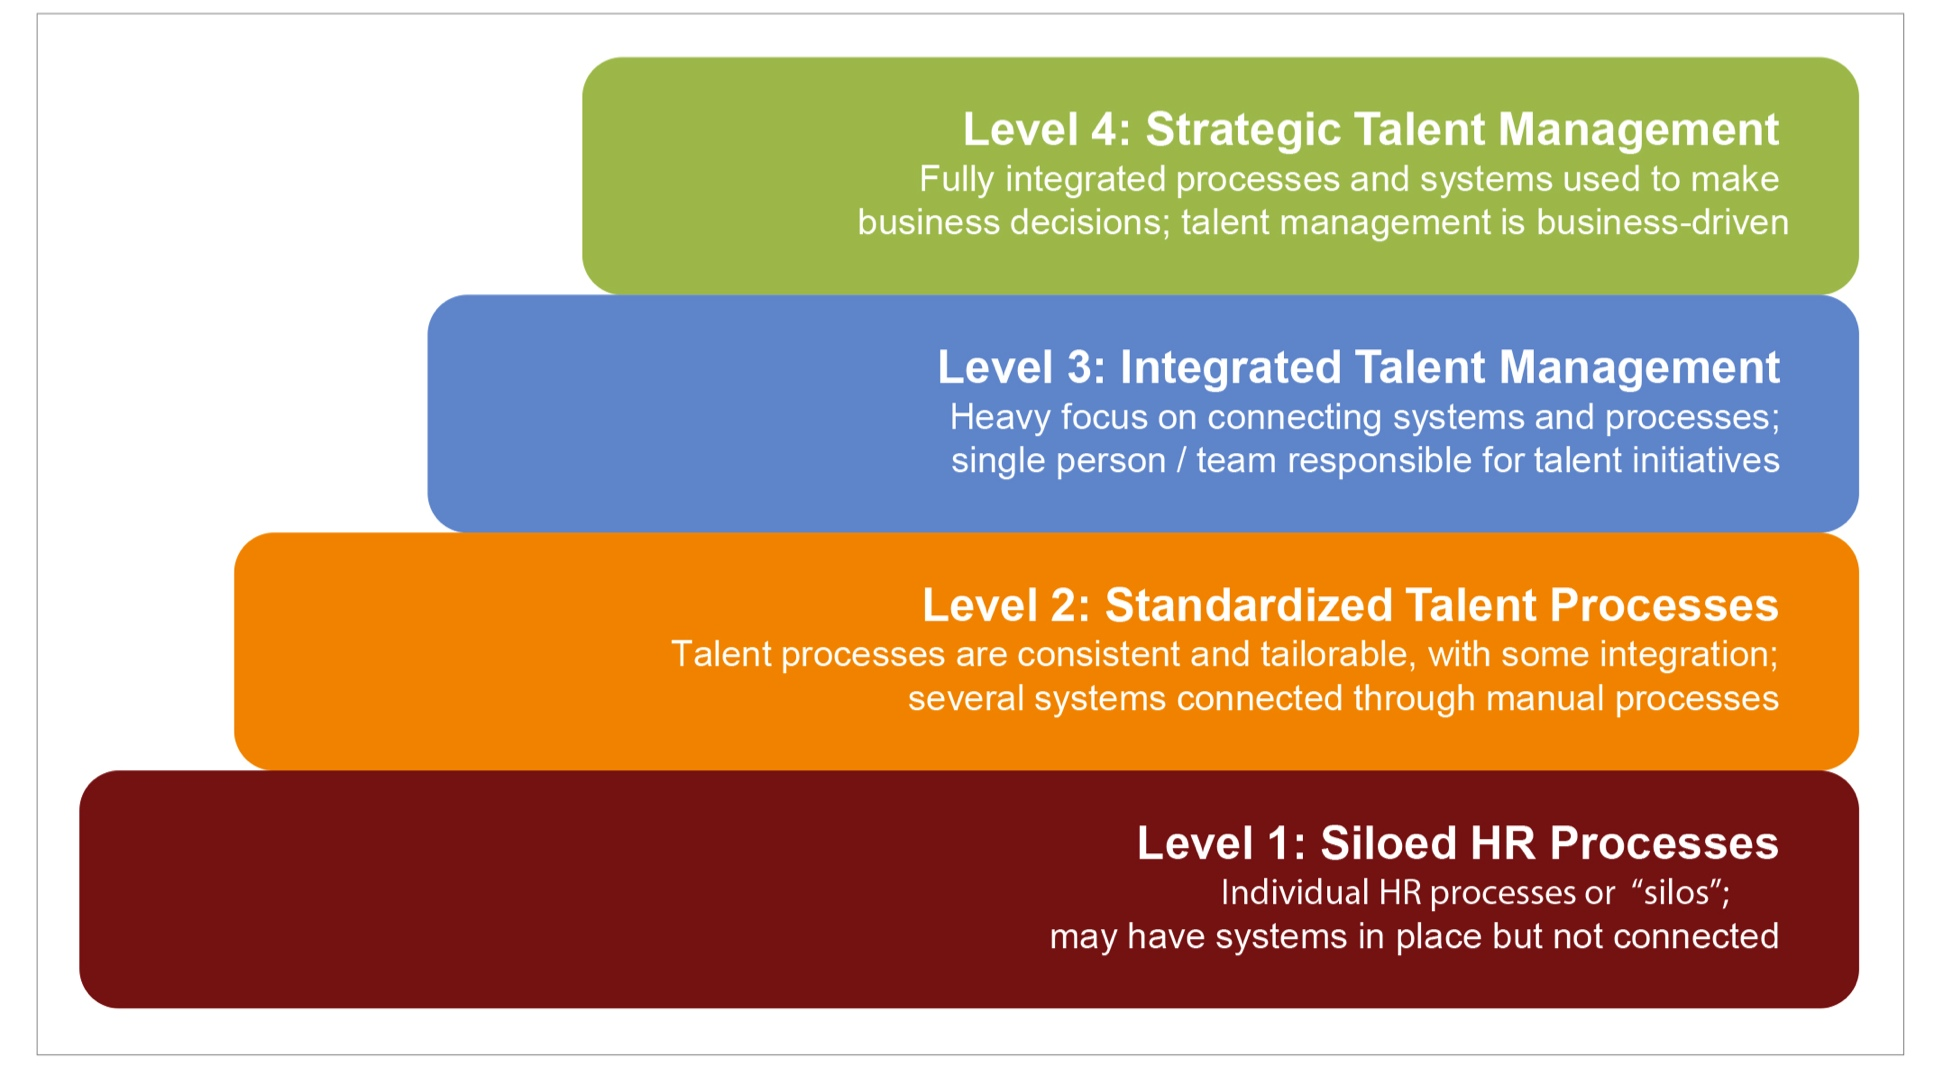 Level 4: Strategic Talent Management
Fully integrated processes and systems used to make
business decisions; talent management is business-driven
Level 3: Integrated Talent Management
Heavy focus on connecting systems and processes;
single person / team responsible for talent initiatives
Level 2: Standardized Talent Processes
Talent processes are consistent and tailorable, with some integration;
several systems connected through manual processes
Level 1: Siloed HR Processes
Individual HR processes or “silos”;
may have systems in place but not connected